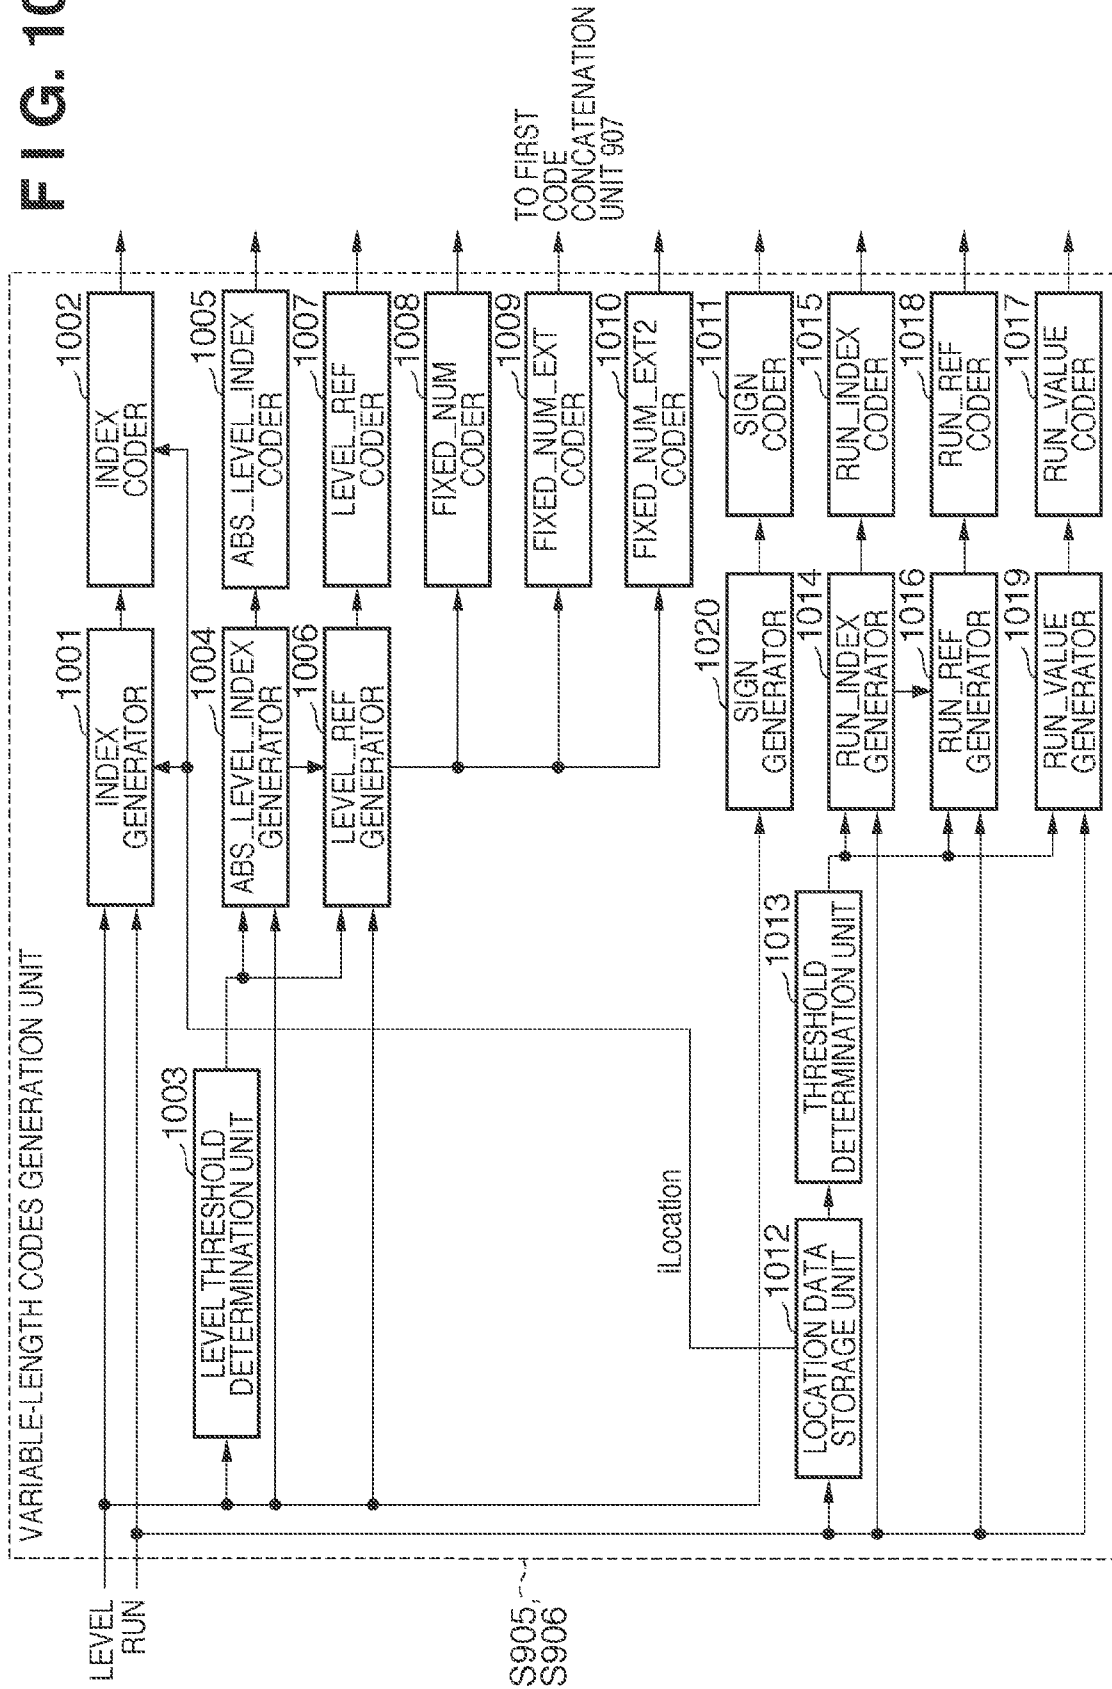 FIG. 10
VARIABLE-LENGTH CODES GENERATION UNIT
LEVEL
RUN
S905,
S906
1003
LEVEL THRESHOLD
DETERMINATION UNIT
iLocation
1012
LOCATION DATA
STORAGE UNIT
1013
THRESHOLD
DETERMINATION UNIT
1001
INDEX
GENERATOR
1002
INDEX
CODER
1004
ABS_LEVEL_INDEX
GENERATOR
1005
ABS_LEVEL_INDEX
CODER
1006
LEVEL_REF
GENERATOR
1007
LEVEL_REF
CODER
1008
FIXED_NUM
CODER
1009
FIXED_NUM_EXT
CODER
1010
FIXED_NUM_EXT2
CODER
1020
SIGN
GENERATOR
1011
SIGN
CODER
1014
RUN_INDEX
GENERATOR
1015
RUN_INDEX
CODER
1016
RUN_REF
GENERATOR
1018
RUN_REF
CODER
1019
RUN_VALUE
GENERATOR
1017
RUN_VALUE
CODER
TO FIRST
CODE
CONCATENATION
UNIT 907